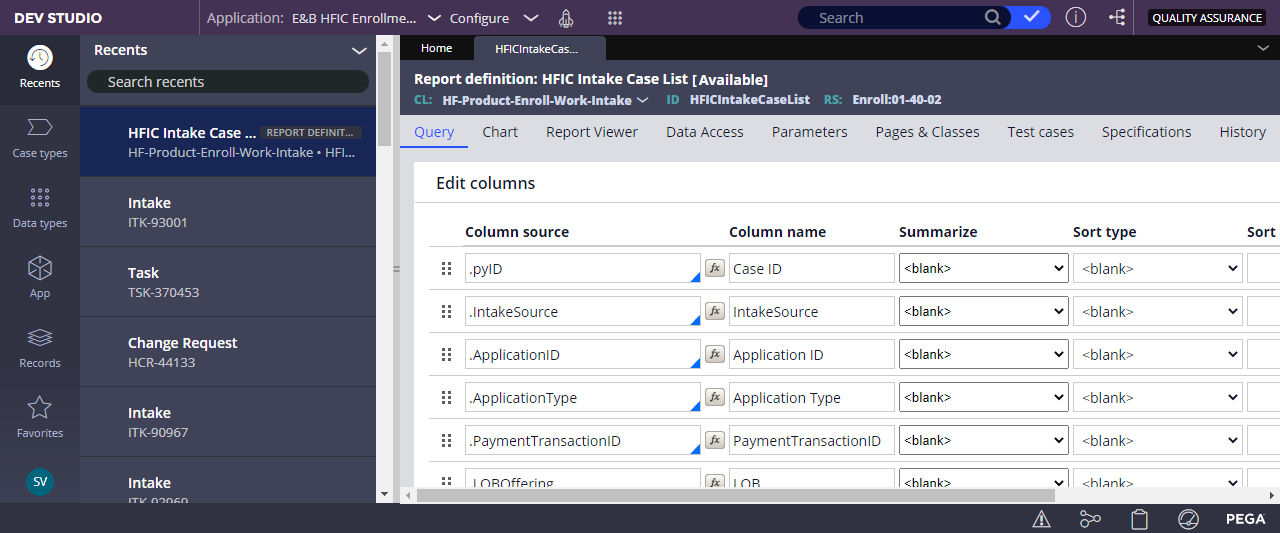 DEV STUDIO
Application: E&B HFIC Enrollme...
Configure
Search
QUALITY ASSURANCE
Recents
Case types
Data types
App
Records
Favorites
SV
Recents
Search recents
HFIC Intake Case ... REPORT DEFINIT...
HF-Product-Enroll-Work-Intake • HFI...
Intake
ITK-93001
Task
TSK-370453
Change Request
HCR-44133
Intake
ITK-90967
Intake
ITK-92969
Home
HFICIntakeCas...
Report definition: HFIC Intake Case List [Available]
CL: HF-Product-Enroll-Work-Intake ID HFICIntakeCaseList RS: Enroll:01-40-02
Query Chart Report Viewer Data Access Parameters Pages & Classes Test cases Specifications History
Edit columns
Column source Column name Summarize Sort type Sort
.pyID fx Case ID <blank> <blank>
.IntakeSource fx IntakeSource <blank> <blank>
.ApplicationID fx Application ID <blank> <blank>
.ApplicationType fx Application Type <blank> <blank>
.PaymentTransactionID fx PaymentTransactionID <blank> <blank>
.LOBOffering fx LOB <blank> <blank>
PEGA